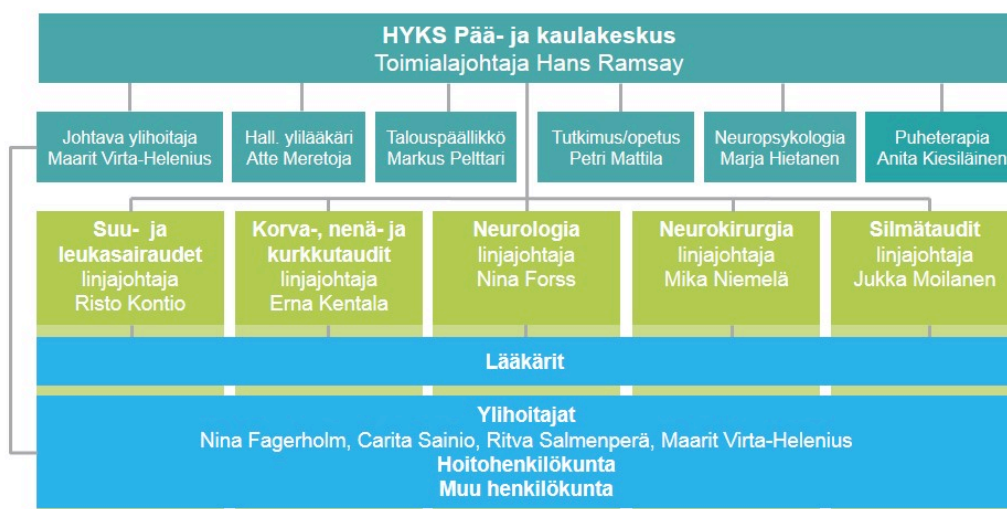 HYKS Pää- ja kaulakeskus
Toimialajohtaja Hans Ramsay
Johtava ylihoitaja
Maarit Virta-Helenius
Hall. ylilääkäri
Atte Meretoja
Talouspäällikkö
Markus Pelttari
Tutkimus/opetus
Petri Mattila
Neuropsykologia
Marja Hietanen
Puheterapia
Anita Kiesiläinen
Suu- ja
leukasairaudet
linjajohtaja
Risto Kontio
Korva-, nenä- ja
kurkkutaudit
linjajohtaja
Erna Kentala
Neurologia
linjajohtaja
Nina Forss
Neurokirurgia
linjajohtaja
Mika Niemelä
Silmätaudit
linjajohtaja
Jukka Moilanen
Lääkärit
Ylihoitajat
Nina Fagerholm, Carita Sainio, Ritva Salmenperä, Maarit Virta-Helenius
Hoitohenkilökunta
Muu henkilökunta